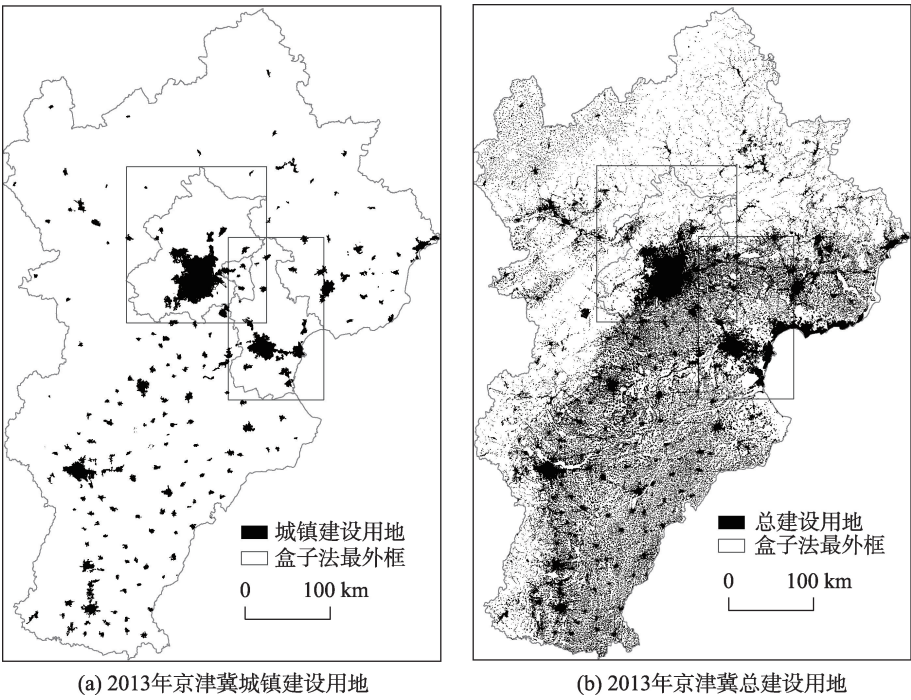 城镇建设用地
盒子法最外框
0 100 km
总建设用地
盒子法最外框
0 100 km
(a) 2013年京津冀城镇建设用地
(b) 2013年京津冀总建设用地